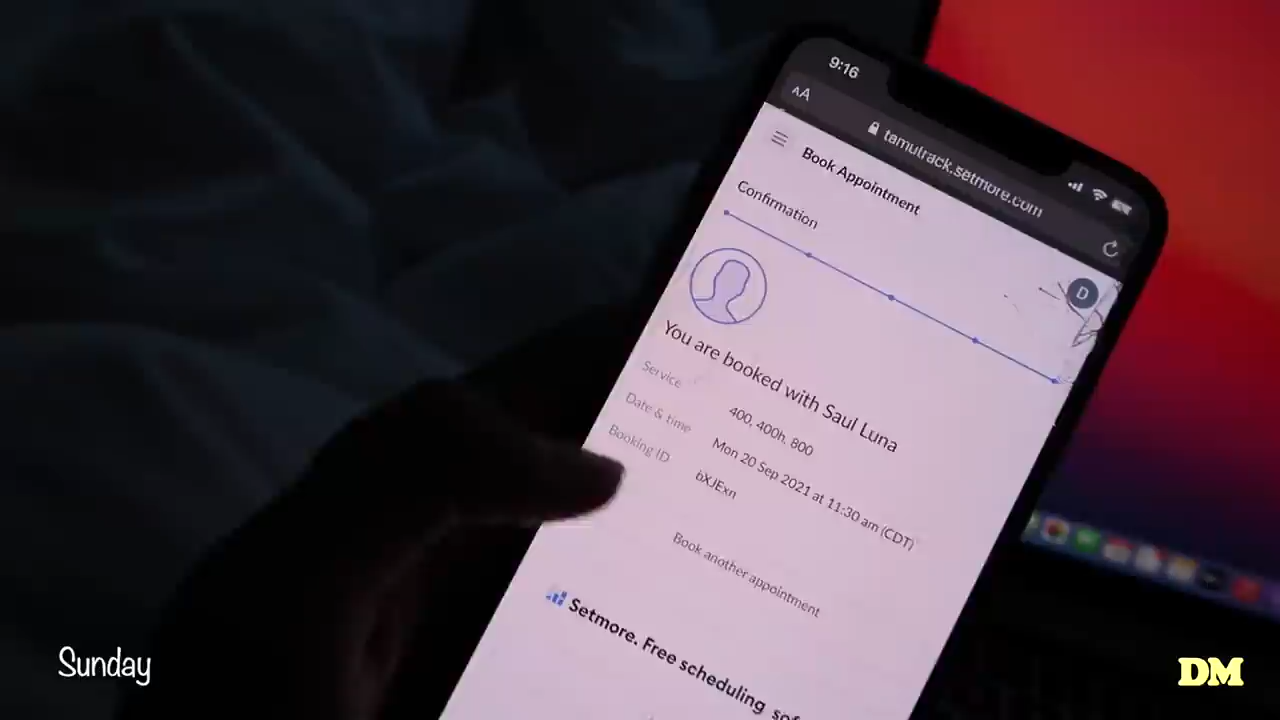 9:16
AA
tamutrack.setmore.com
Book Appointment
Confirmation
D
You are booked with Saul Luna
Service 400, 400h, 800
Date & time Mon 20 Sep 2021 at 11:30 am (CDT)
Booking ID bXJExn
Book another appointment
Setmore. Free scheduling
Sunday
DM